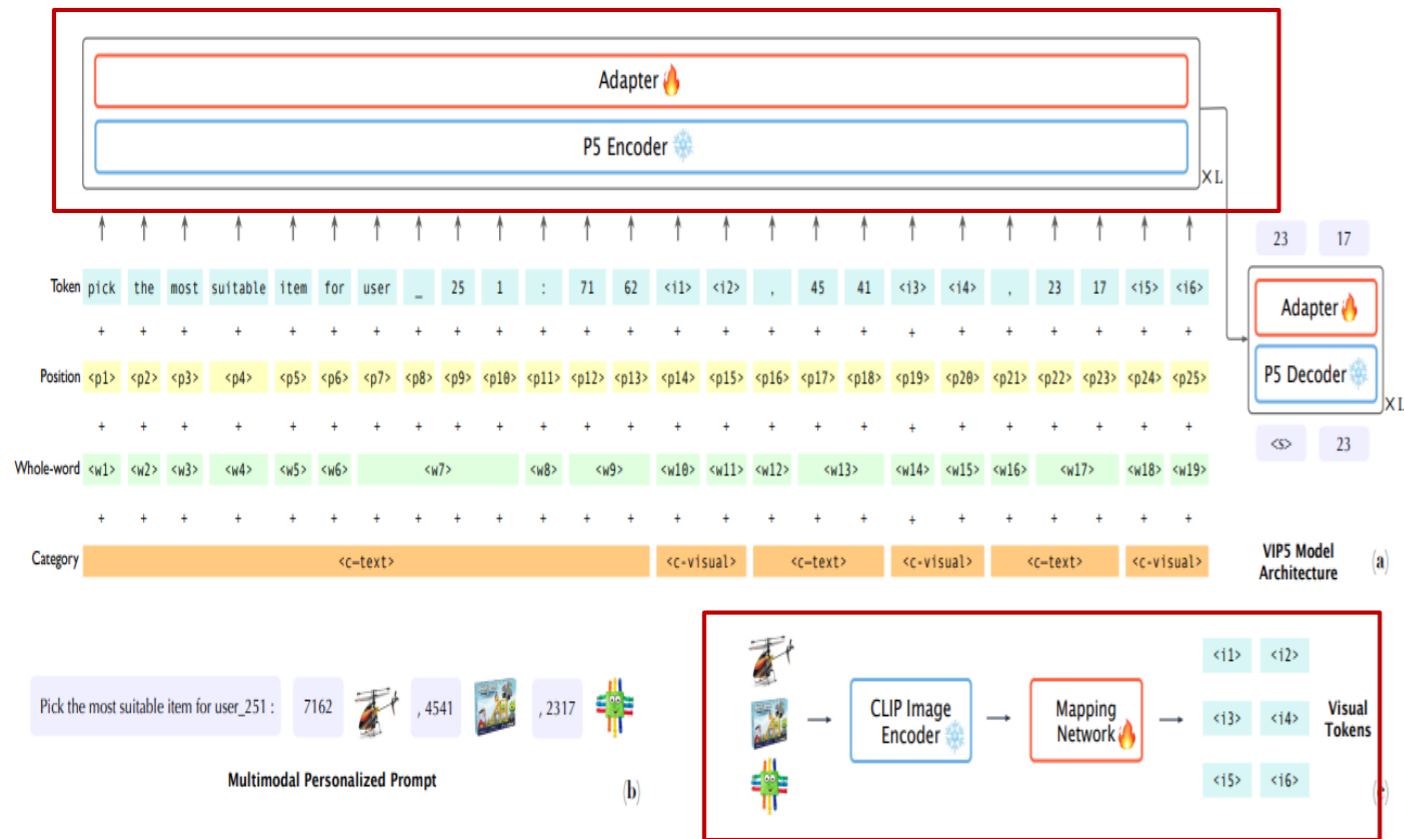 Adapter
P5 Encoder
XL
Token pick the most suitable item for user _ 25 1 : 71 62 <i1> <i2> , 45 41 <i3> <i4> , 23 17 <i5> <i6>
+ + + + + + + + + + + + + + + + + + + + + + + + +
Position <p1> <p2> <p3> <p4> <p5> <p6> <p7> <p8> <p9> <p10> <p11> <p12> <p13> <p14> <p15> <p16> <p17> <p18> <p19> <p20> <p21> <p22> <p23> <p24> <p25>
+ + + + + + + + + + + + + + + + + + + + + + + + +
Whole-word <w1> <w2> <w3> <w4> <w5> <w6> <w7> <w8> <w9> <w10> <w11> <w12> <w13> <w14> <w15> <w16> <w17> <w18> <w19>
+ + + + + + + + + + + + + + + + + + + + + + + + +
Category <c-text> <c-visual> <c-text> <c-visual> <c-text> <c-visual>
23 17
Adapter
P5 Decoder
XL
<s> 23
VIP5 Model
Architecture
(a)
Pick the most suitable item for user_251 : 7162 , 4541 , 2317
Multimodal Personalized Prompt
(b)
CLIP Image
Encoder
Mapping
Network
<i1> <i2>
<i3> <i4>
<i5> <i6>
Visual
Tokens